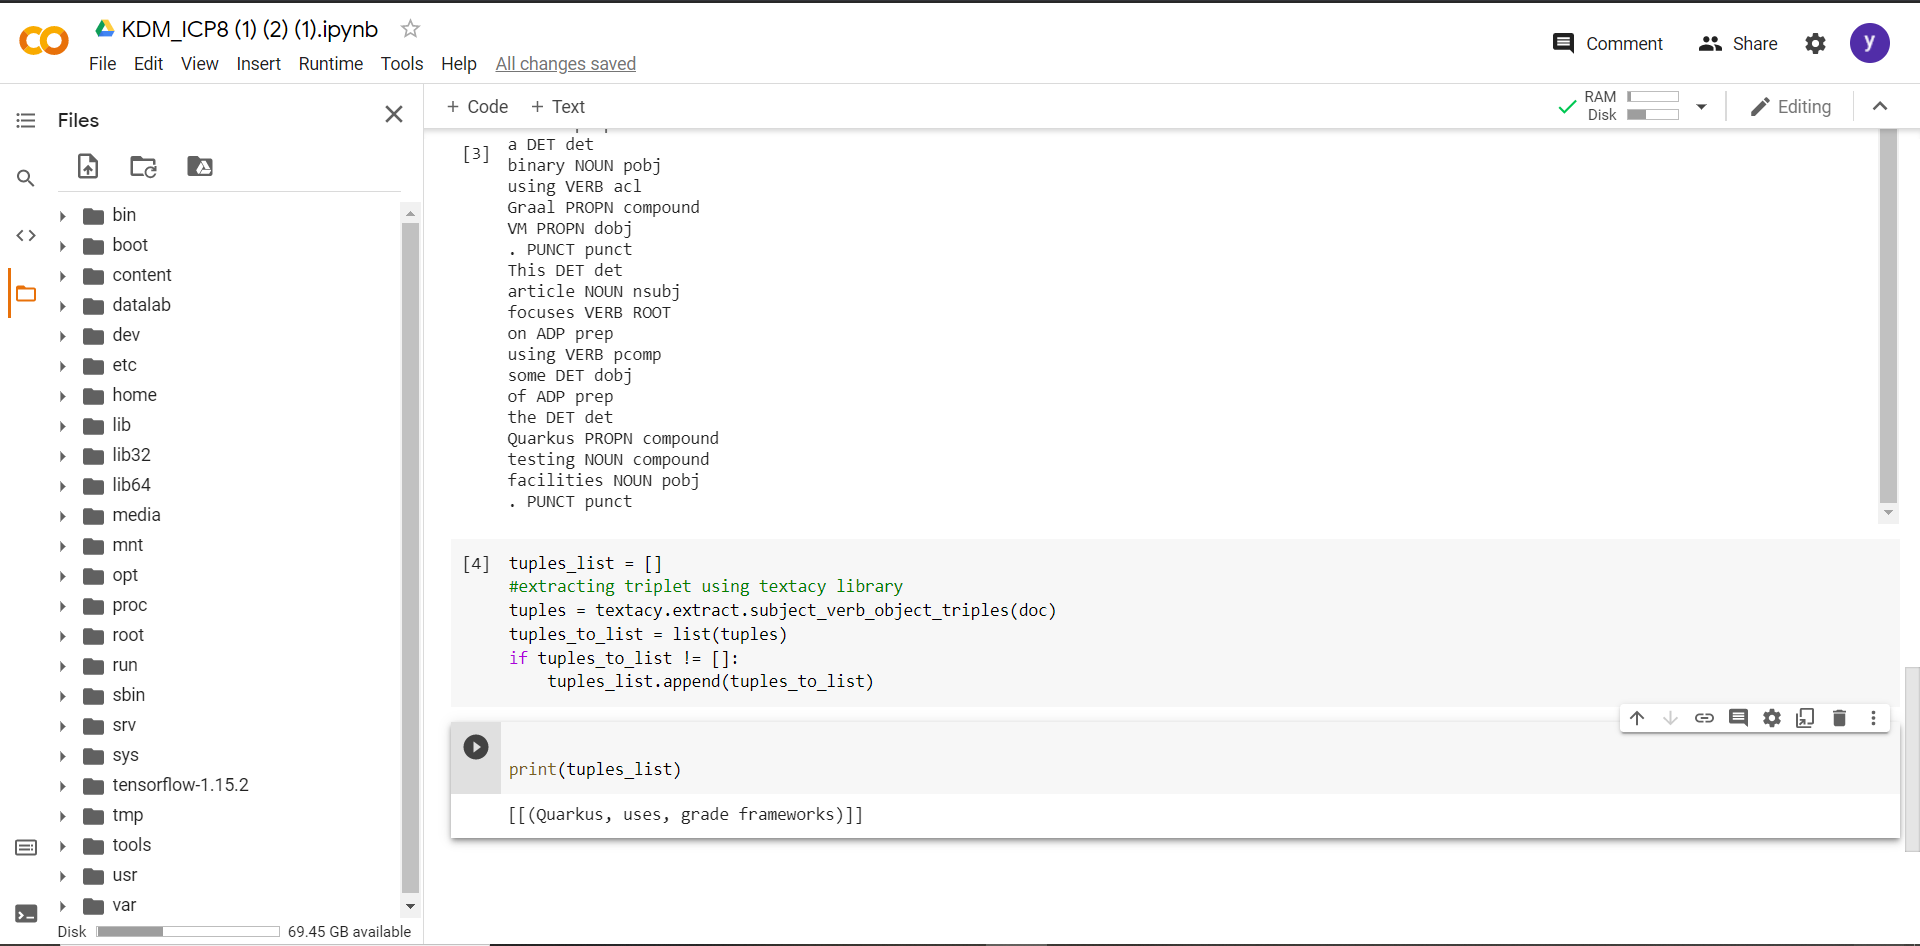 KDM_ICP8 (1) (2) (1).ipynb
File Edit View Insert Runtime Tools Help All changes saved
Comment Share y
Files
+ Code + Text
RAM
Disk
Editing
bin
boot
content
datalab
dev
etc
home
lib
lib32
lib64
media
mnt
opt
proc
root
run
sbin
srv
sys
tensorflow-1.15.2
tmp
tools
usr
var
Disk 69.45 GB available
[3]
a DET det
binary NOUN pobj
using VERB acl
Graal PROPN compound
VM PROPN dobj
. PUNCT punct
This DET det
article NOUN nsubj
focuses VERB ROOT
on ADP prep
using VERB pcomp
some DET dobj
of ADP prep
the DET det
Quarkus PROPN compound
testing NOUN compound
facilities NOUN pobj
. PUNCT punct
[4] tuples_list = []
#extracting triplet using textacy library
tuples = textacy.extract.subject_verb_object_triples(doc)
tuples_to_list = list(tuples)
if tuples_to_list != []:
tuples_list.append(tuples_to_list)
print(tuples_list)
[[(Quarkus, uses, grade frameworks)]]